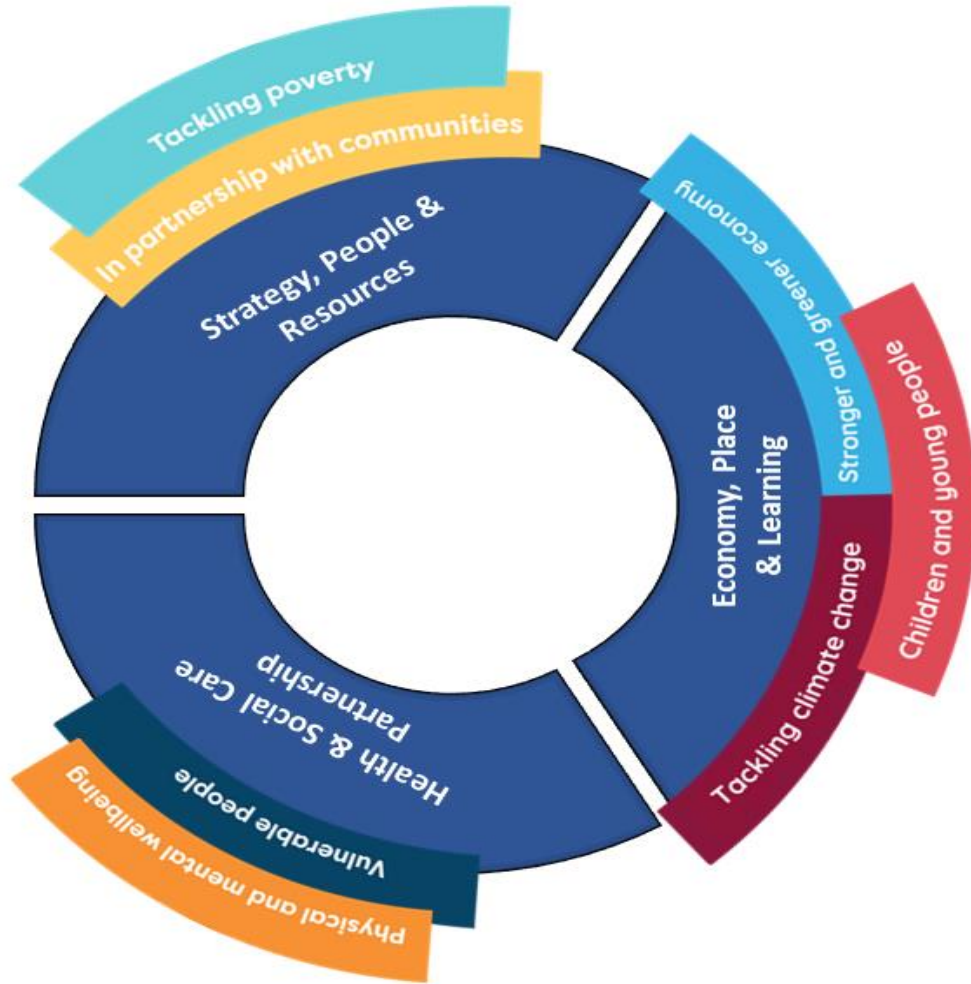 Tackling poverty
In partnership with communities
Strategy, People &
Resources
Stronger and greener economy
Children and young people
Economy, Place
& Learning
Tackling climate change
Health & Social Care
Partnership
Vulnerable people
Physical and mental wellbeing